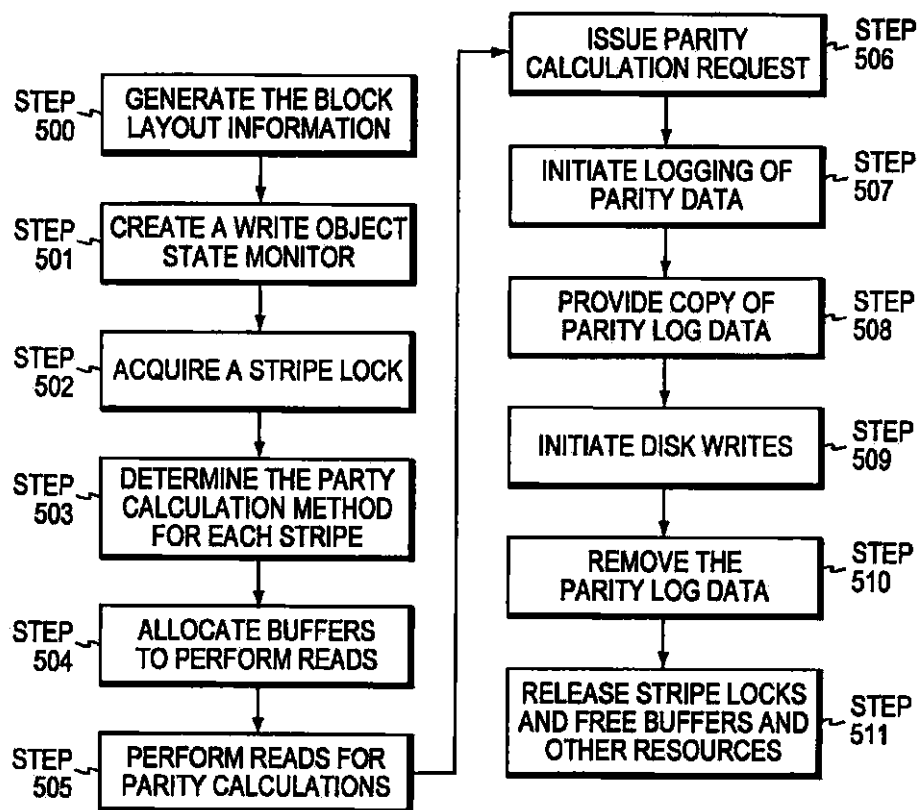 STEP
500
GENERATE THE BLOCK
LAYOUT INFORMATION
STEP
501
CREATE A WRITE OBJECT
STATE MONITOR
STEP
502
ACQUIRE A STRIPE LOCK
STEP
503
DETERMINE THE PARTY
CALCULATION METHOD
FOR EACH STRIPE
STEP
504
ALLOCATE BUFFERS
TO PERFORM READS
STEP
505
PERFORM READS FOR
PARITY CALCULATIONS
ISSUE PARITY
CALCULATION REQUEST
STEP
506
INITIATE LOGGING OF
PARITY DATA
STEP
507
PROVIDE COPY OF
PARITY LOG DATA
STEP
508
INITIATE DISK WRITES
STEP
509
REMOVE THE
PARITY LOG DATA
STEP
510
RELEASE STRIPE LOCKS
AND FREE BUFFERS AND
OTHER RESOURCES
STEP
511